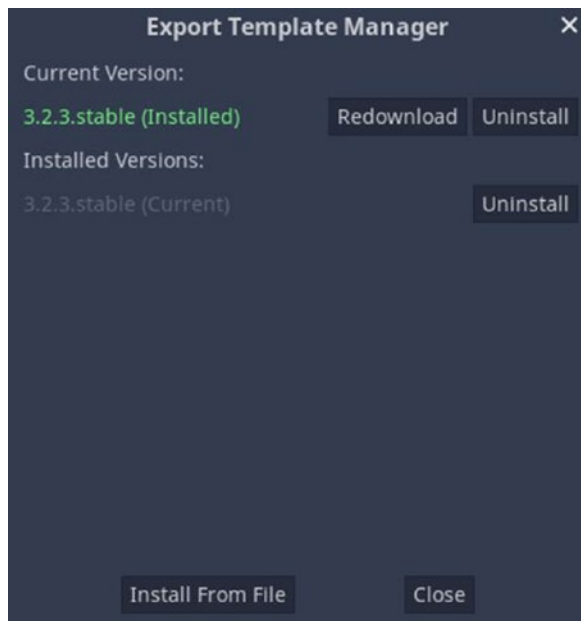 Export Template Manager ×
Current Version:
3.2.3.stable (Installed) Redownload Uninstall
Installed Versions:
3.2.3.stable (Current) Uninstall
Install From File Close